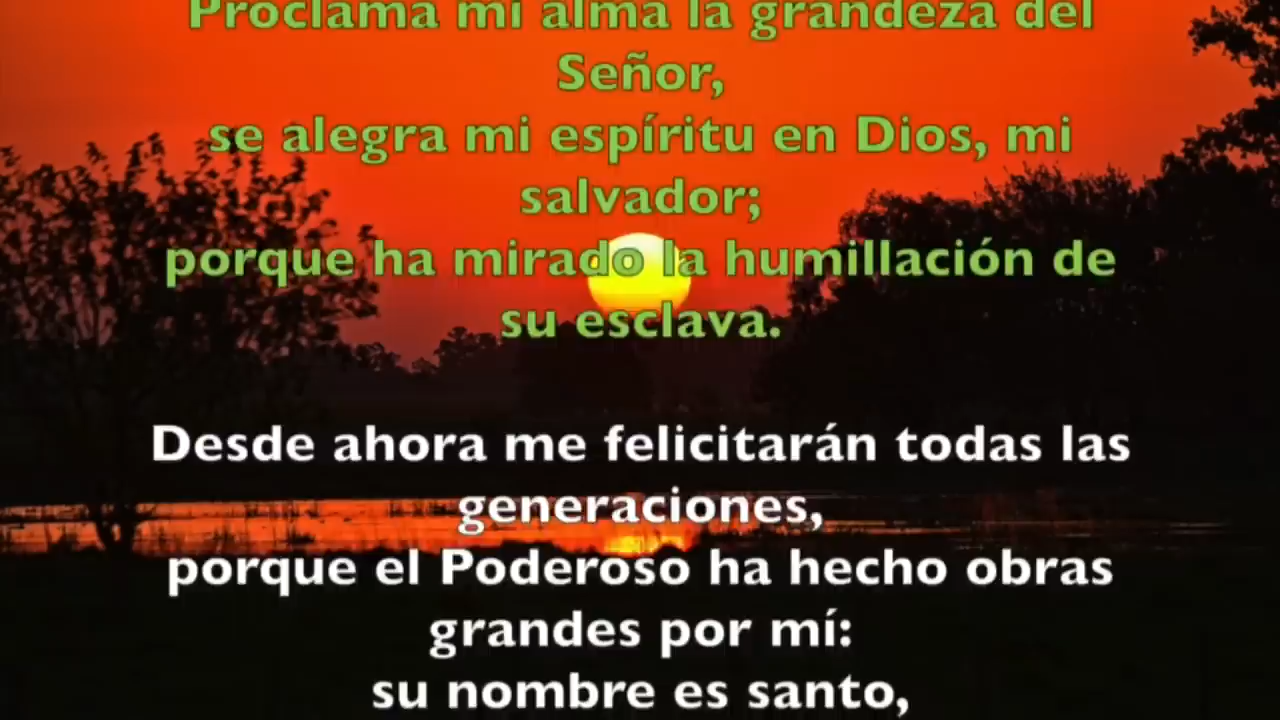 Proclama mi alma la grandeza del
Señor,
se alegra mi espíritu en Dios, mi
salvador;
porque ha mirado la humillación de
su esclava.
Desde ahora me felicitarán todas las
generaciones,
porque el Poderoso ha hecho obras
grandes por mí:
su nombre es santo,